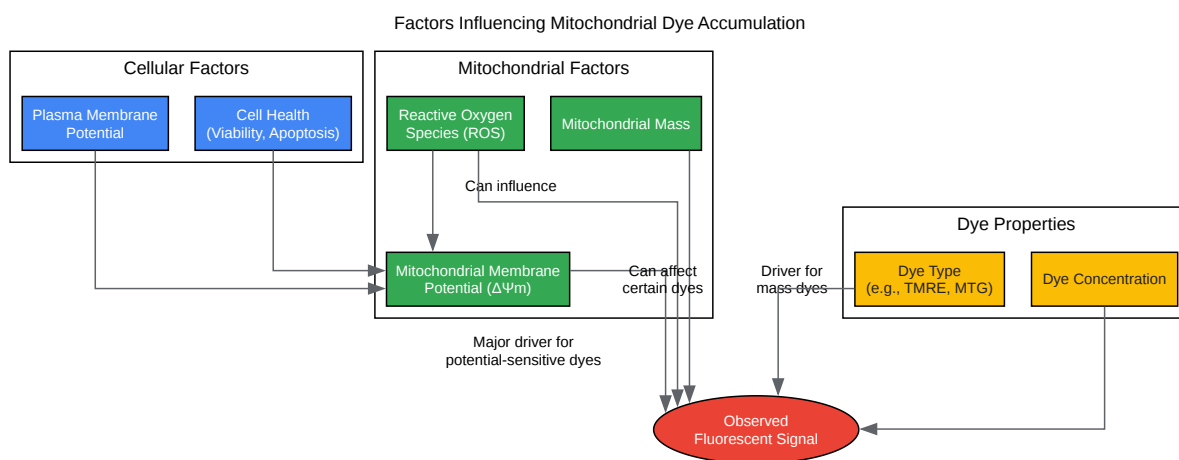 Factors Influencing Mitochondrial Dye Accumulation
Cellular Factors
Plasma Membrane
Potential
Cell Health
(Viability, Apoptosis)
Mitochondrial Factors
Reactive Oxygen
Species (ROS)
Mitochondrial Mass
Can influence
Mitochondrial Membrane
Potential (ΔΨm)
Can affect
certain dyes
Major driver for
potential-sensitive dyes
Driver for
mass dyes
Dye Properties
Dye Type
(e.g., TMRE, MTG)
Dye Concentration
Observed
Fluorescent Signal